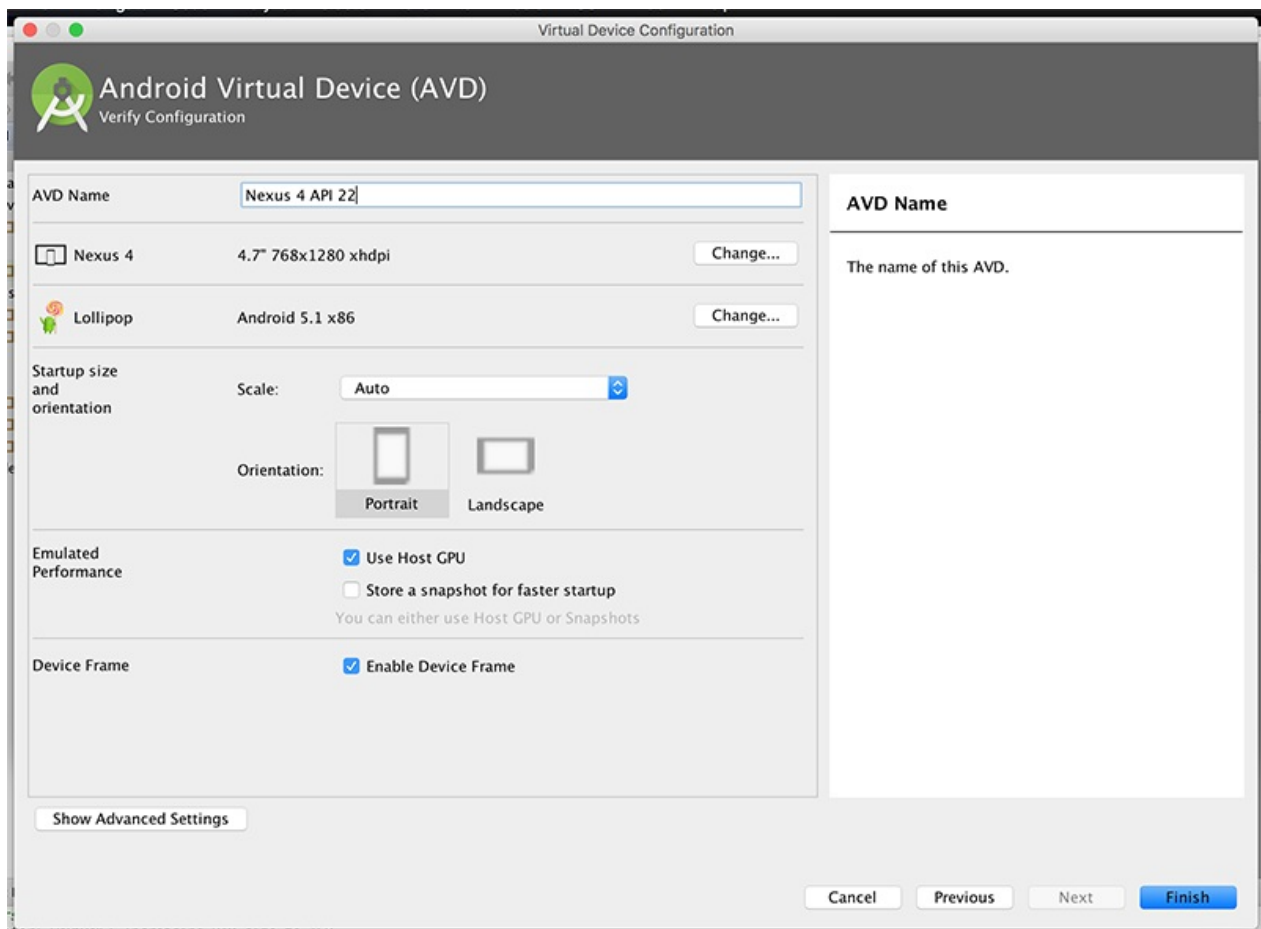 Virtual Device Configuration
Android Virtual Device (AVD)
Verify Configuration
AVD Name
Nexus 4 API 22
Nexus 4
4.7" 768x1280 xhdpi
Change...
Lollipop
Android 5.1 x86
Change...
Startup size
and
orientation
Scale:
Auto
Orientation:
Portrait
Landscape
Emulated
Performance
Use Host GPU
Store a snapshot for faster startup
You can either use Host GPU or Snapshots
Device Frame
Enable Device Frame
AVD Name
The name of this AVD.
Show Advanced Settings
Cancel
Previous
Next
Finish